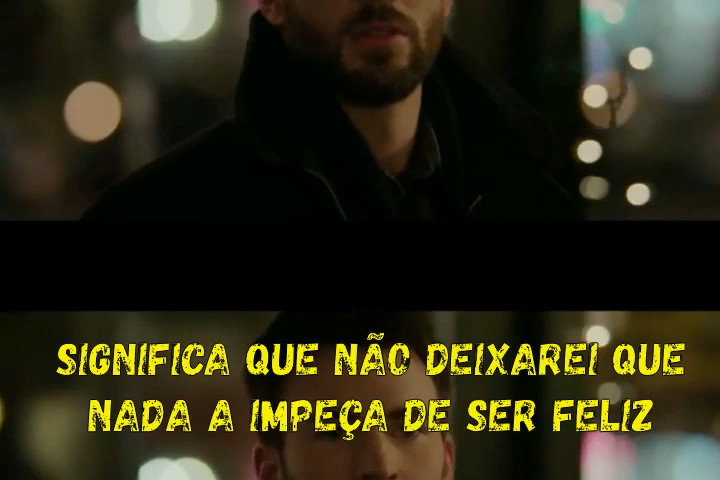 SIGNIFICA QUE NÃO DEIXAREI QUE
NADA A IMPEÇA DE SER FELIZ